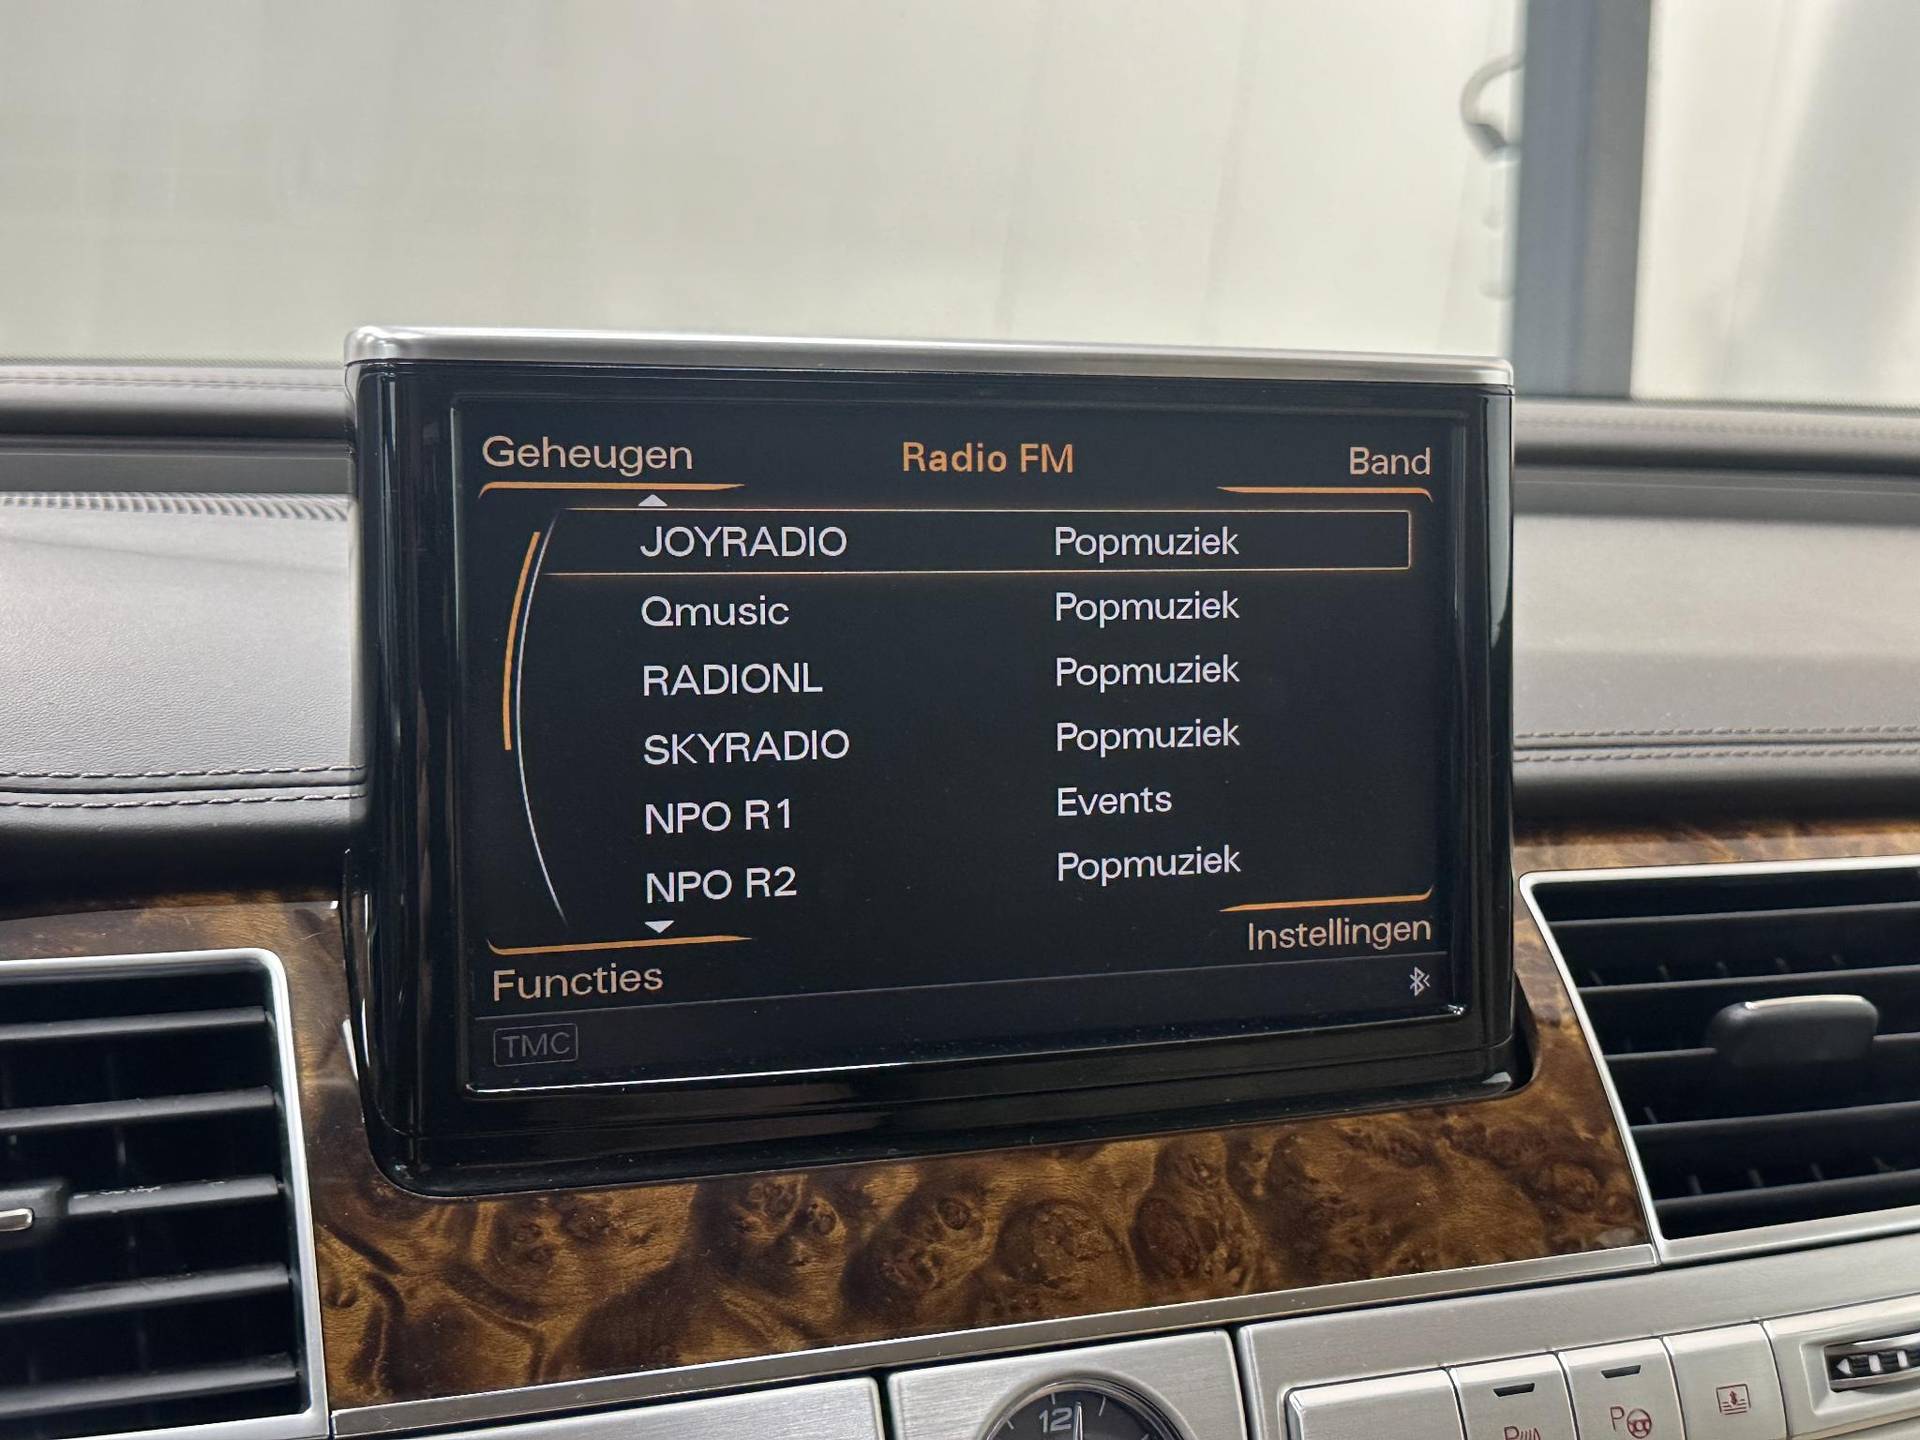 Geheugen Radio FM Band
JOYRADIO Popmuziek
Qmusic Popmuziek
RADIONL Popmuziek
SKYRADIO Popmuziek
NPO R1 Events
NPO R2 Popmuziek
Instellingen
Functies
TMC
12
P P